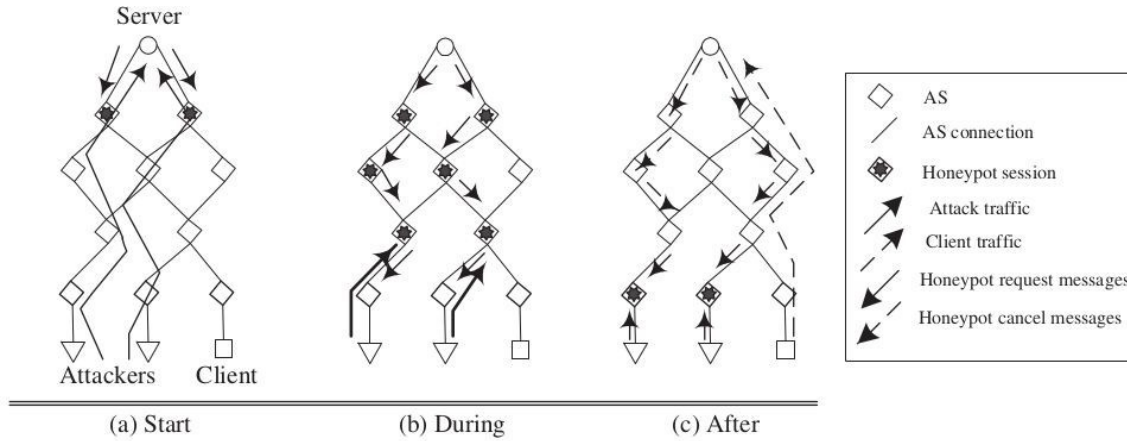 Server
Attackers
Client
(a) Start
(b) During
(c) After
AS
AS connection
Honeypot session
Attack traffic
Client traffic
Honeypot request messages
Honeypot cancel messages